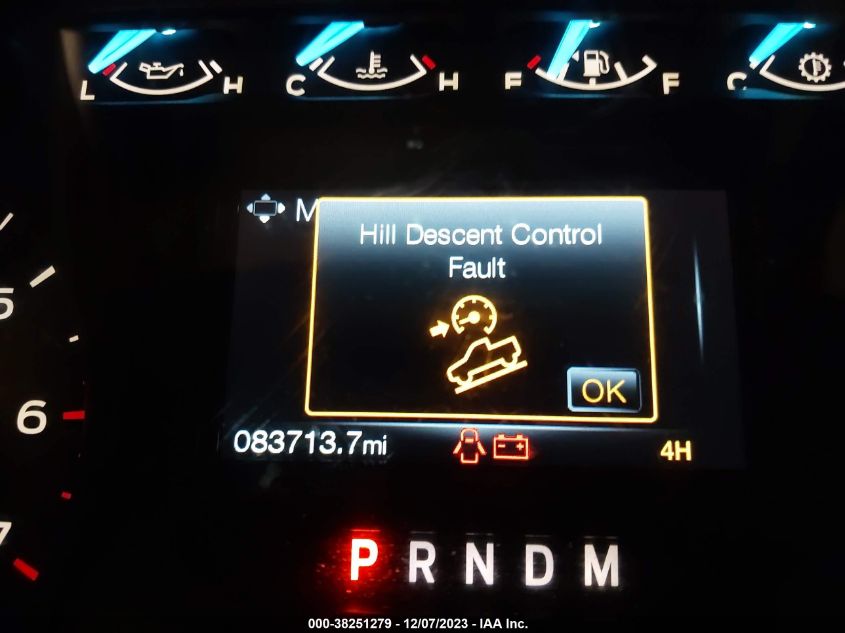 L H C H E F C
M
Hill Descent Control
Fault
OK
5
6
7
083713.7mi 4H
P R N D M
000-38251279 - 12/07/2023 - IAA Inc.